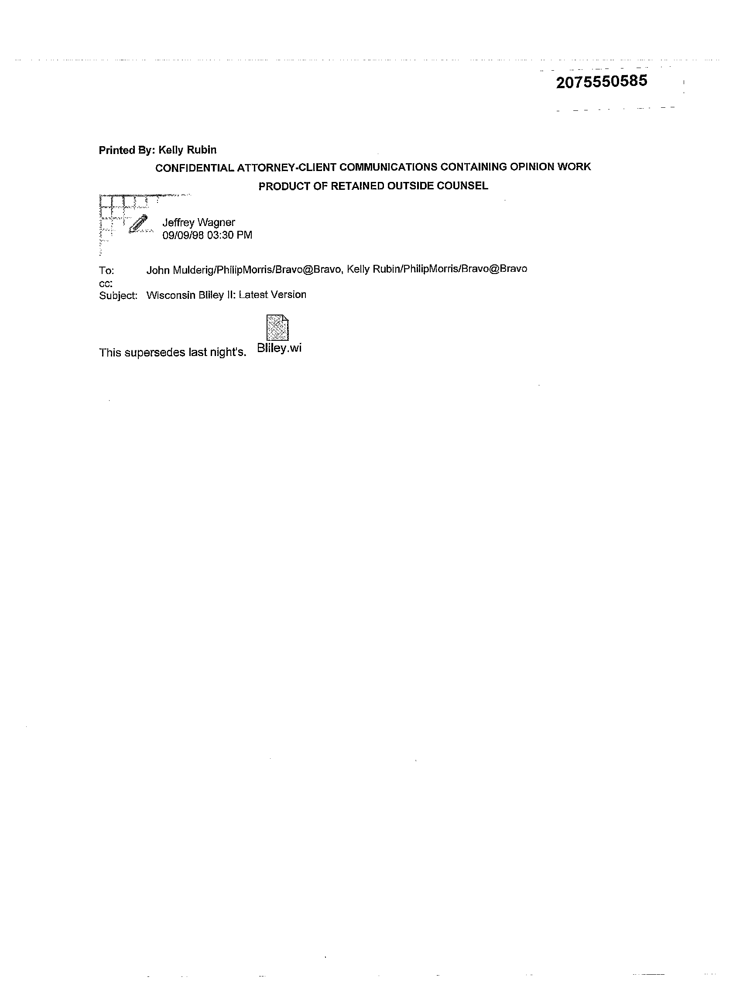 2075550585
Printed By: Kelly Rubin
CONFIDENTIAL ATTORNEY-CLIENT COMMUNICATIONS CONTAINING OPINION WORK
PRODUCT OF RETAINED OUTSIDE COUNSEL
Jeffrey Wagner
09/09/98 03:30 PM
To: John Mulderig/PhilipMorris/Bravo@Bravo, Kelly Rubin/PhilipMorris/Bravo@Bravo
cc:
Subject: Wisconsin Bliley II: Latest Version
This supersedes last night's. Bliley.wi